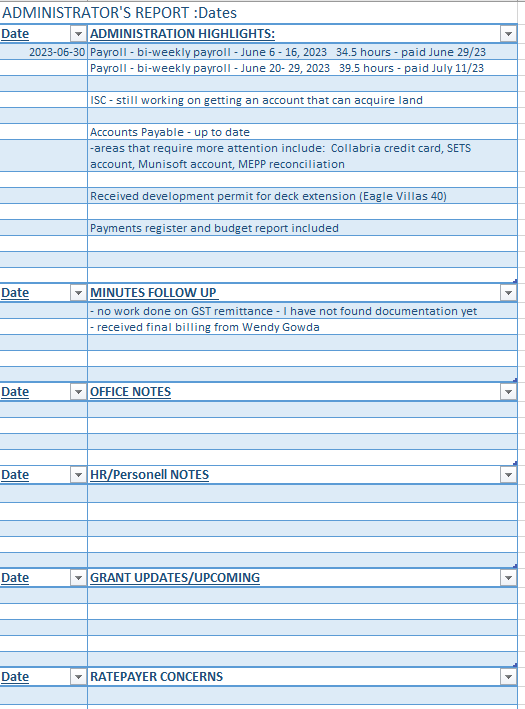 ADMINISTRATOR'S REPORT :Dates
Date ADMINISTRATION HIGHLIGHTS:
2023-06-30 Payroll - bi-weekly payroll - June 6 - 16, 2023 34.5 hours - paid June 29/23
Payroll - bi-weekly payroll - June 20- 29, 2023 39.5 hours - paid July 11/23
ISC - still working on getting an account that can acquire land
Accounts Payable - up to date
-areas that require more attention include: Collabria credit card, SETS
account, Munisoft account, MEPP reconciliation
Received development permit for deck extension (Eagle Villas 40)
Payments register and budget report included
Date MINUTES FOLLOW UP
- no work done on GST remittance - I have not found documentation yet
- received final billing from Wendy Gowda
Date OFFICE NOTES
Date HR/Personell NOTES
Date GRANT UPDATES/UPCOMING
Date RATEPAYER CONCERNS